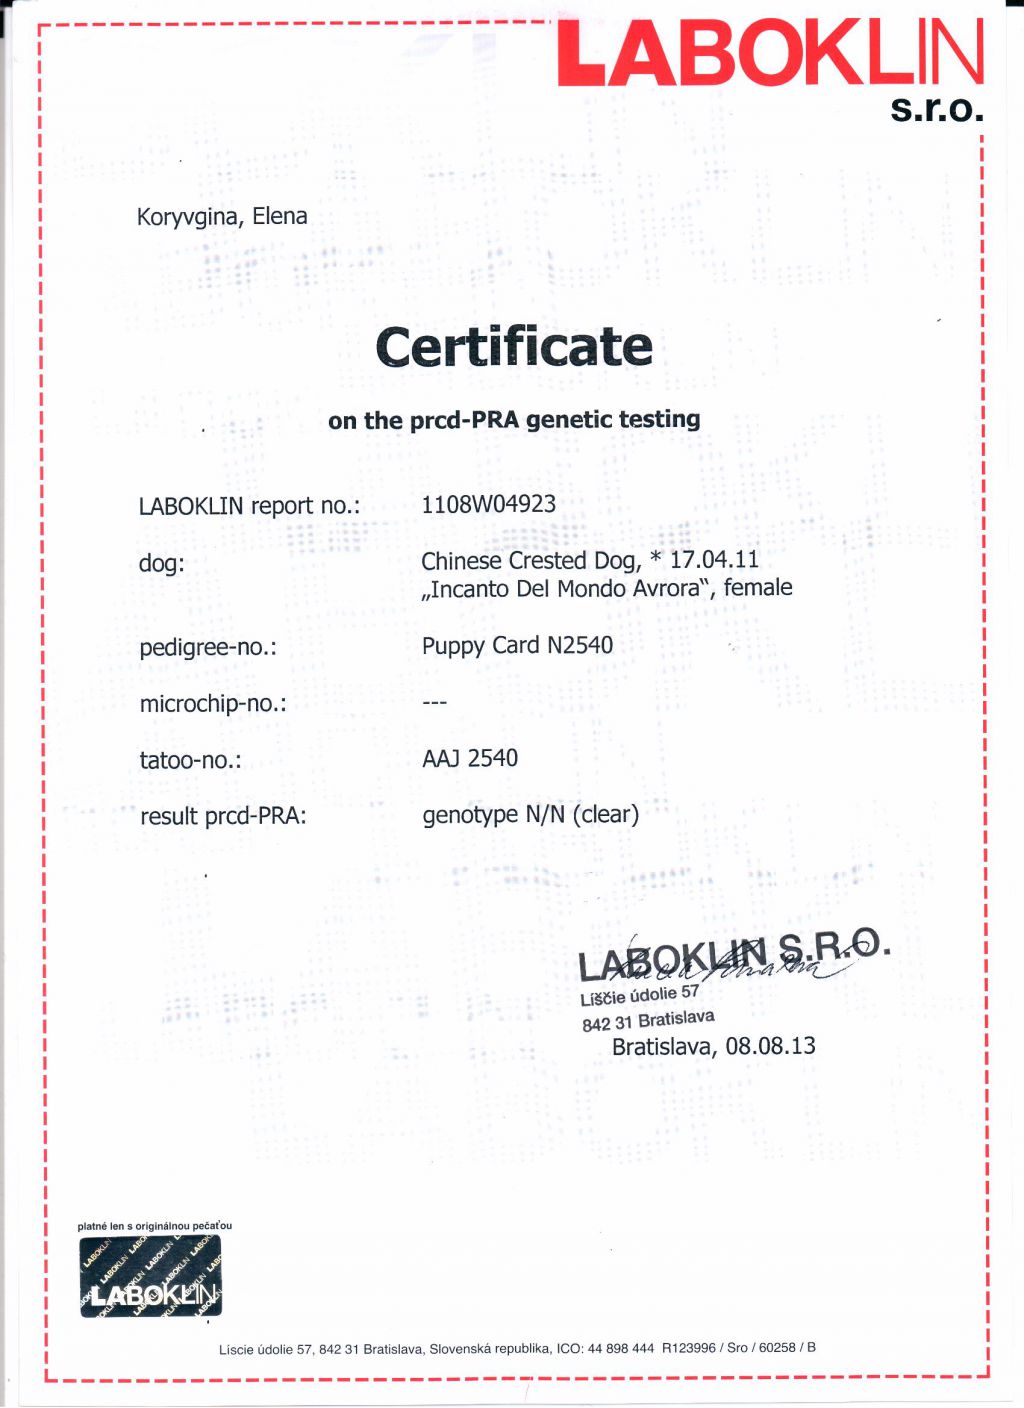 LABOKLIN
s.r.o.
Koryvgina, Elena
Certificate
on the prcd-PRA genetic testing
LABOKLIN report no.: 1108W04923
dog: Chinese Crested Dog, * 17.04.11
„Incanto Del Mondo Avrora“, female
pedigree-no.: Puppy Card N2540
microchip-no.: ---
tatoo-no.: AAJ 2540
result prcd-PRA: genotype N/N (clear)
LABOKLIN S.R.O.
Líščie údolie 57
842 31 Bratislava
Bratislava, 08.08.13
platné len s originálnou pečaťou
LABOKLIN
Líscie údolie 57, 842 31 Bratislava, Slovenská republika, ICO: 44 898 444 R123996 / Sro / 60258 / B